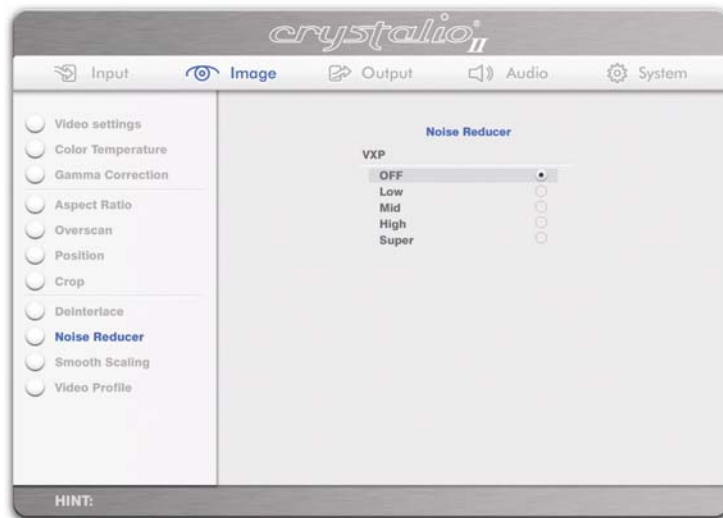 crystalio II
Input Image Output Audio System
Video settings
Color Temperature
Gamma Correction
Aspect Ratio
Overscan
Position
Crop
DeInterlace
Noise Reducer
Smooth Scaling
Video Profile
Noise Reducer
VXP
OFF
Low
Mid
High
Super
HINT: